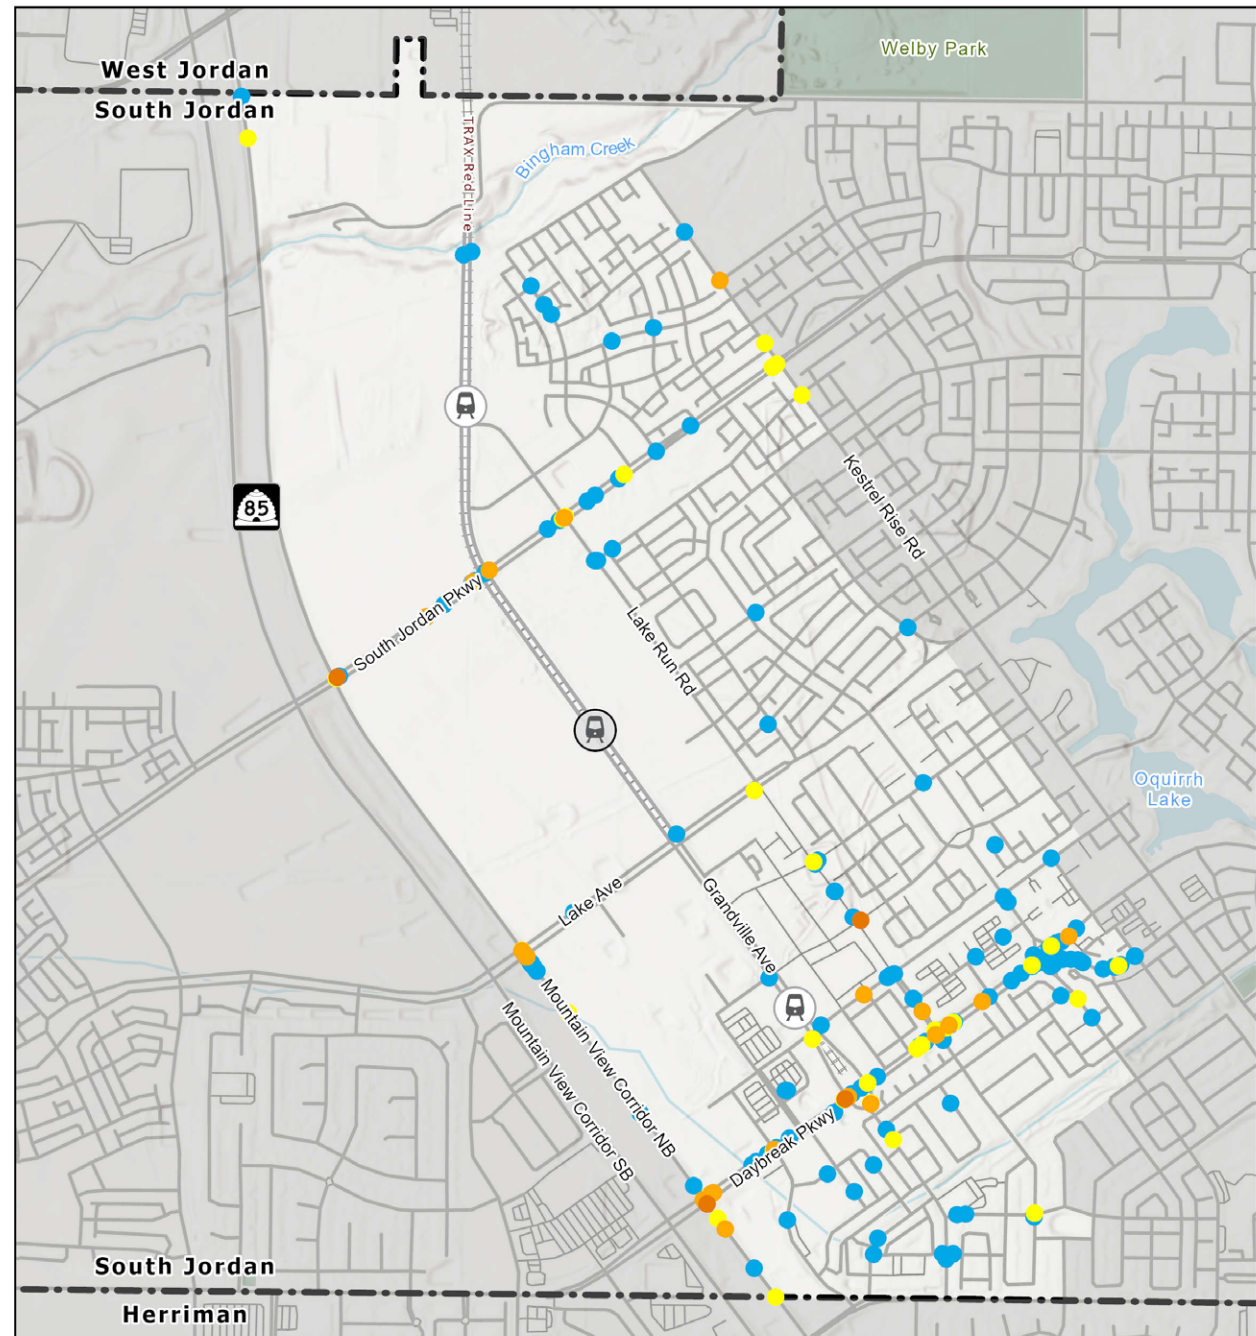 Welby Park
West Jordan
South Jordan
TRAX Red Line
Bingham Creek
Kestrel Rise Rd
85
South Jordan Pkwy
Lake Run Rd
Oquirrh
Lake
Lake Ave
Grandville Ave
Mountain View Corridor NB
Mountain View Corridor SB
Daybreak Pkwy
South Jordan
Herriman